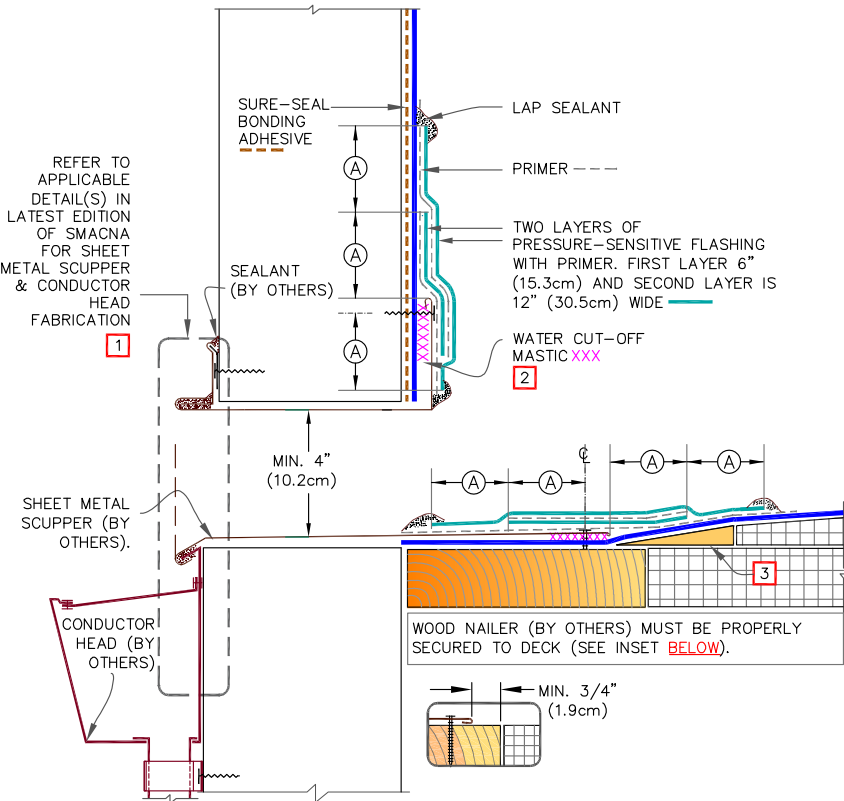 SURE-SEAL
BONDING
ADHESIVE
LAP SEALANT
PRIMER
REFER TO
APPLICABLE
DETAIL(S) IN
LATEST EDITION
OF SMACNA
FOR SHEET
METAL SCUPPER
& CONDUCTOR
HEAD
FABRICATION
1
A
A
A
TWO LAYERS OF
PRESSURE-SENSITIVE FLASHING
WITH PRIMER. FIRST LAYER 6"
(15.3cm) AND SECOND LAYER IS
12" (30.5cm) WIDE
SEALANT
(BY OTHERS)
WATER CUT-OFF
MASTIC XXX
2
MIN. 4"
(10.2cm)
℄
A
A
A
A
SHEET METAL
SCUPPER (BY
OTHERS).
3
CONDUCTOR
HEAD (BY
OTHERS)
WOOD NAILER (BY OTHERS) MUST BE PROPERLY
SECURED TO DECK (SEE INSET BELOW).
MIN. 3/4"
(1.9cm)